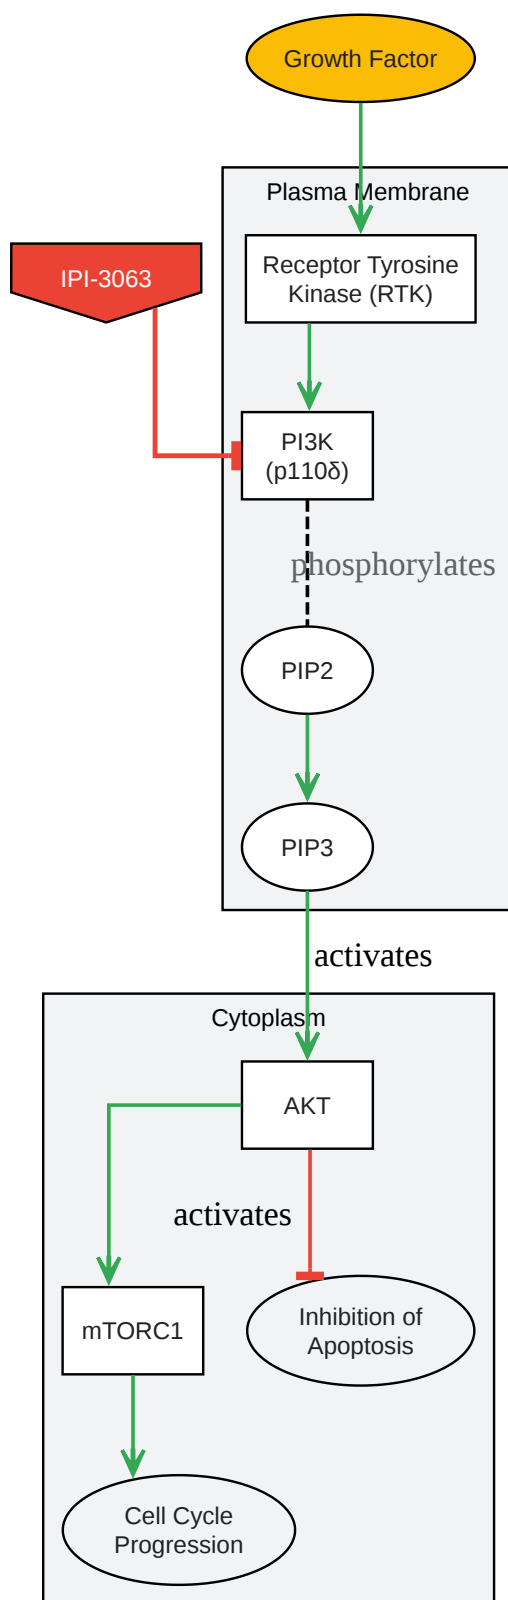 Growth Factor
Plasma Membrane
IPI-3063
Receptor Tyrosine
Kinase (RTK)
PI3K
(p110δ)
phosphorylates
PIP2
PIP3
activates
Cytoplasm
AKT
activates
mTORC1
Inhibition of
Apoptosis
Cell Cycle
Progression